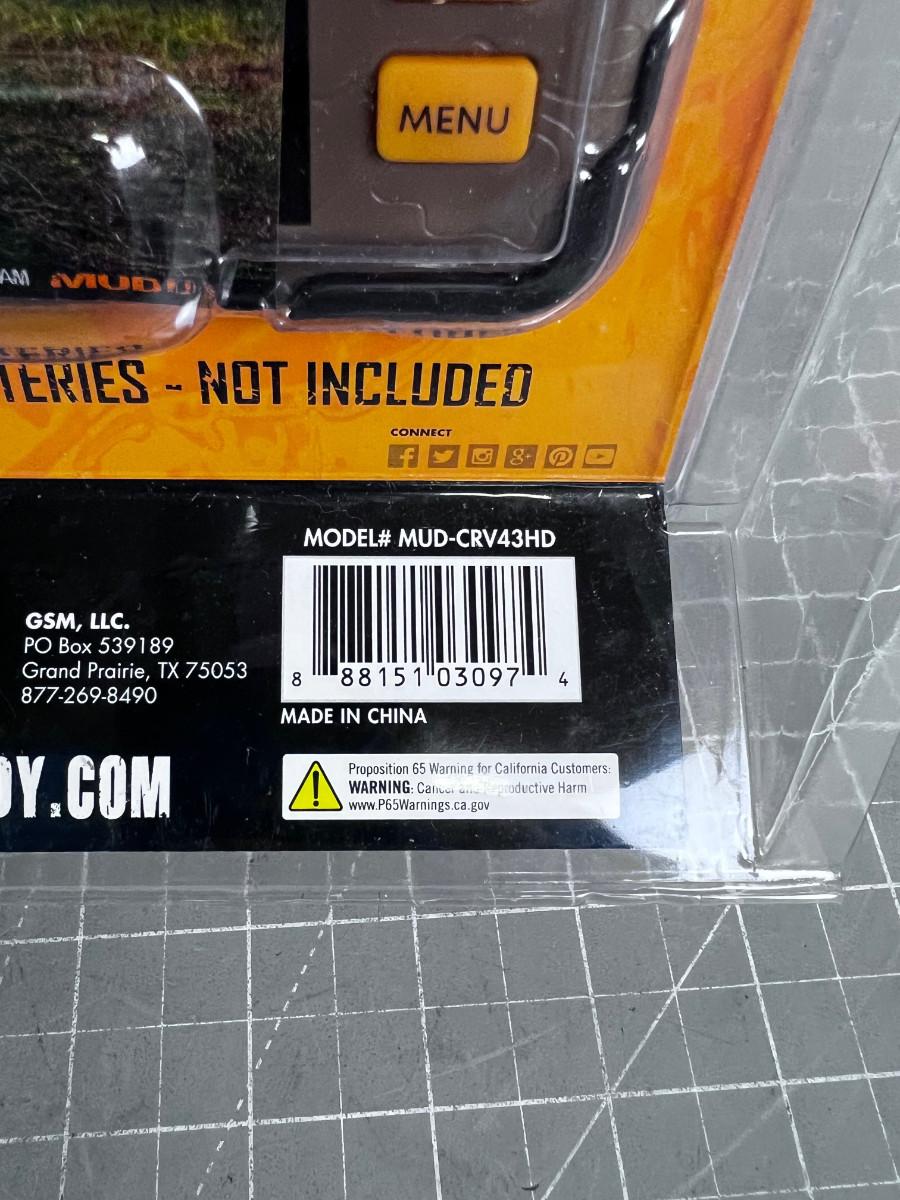 MENU
AM MUDDY
TERIES - NOT INCLUDED
CONNECT
MODEL# MUD-CRV43HD
8 88151 03097 4
GSM, LLC.
PO Box 539189
Grand Prairie, TX 75053
877-269-8490
MADE IN CHINA
DY.COM
Proposition 65 Warning for California Customers:
WARNING: Cancer and Reproductive Harm
www.P65Warnings.ca.gov